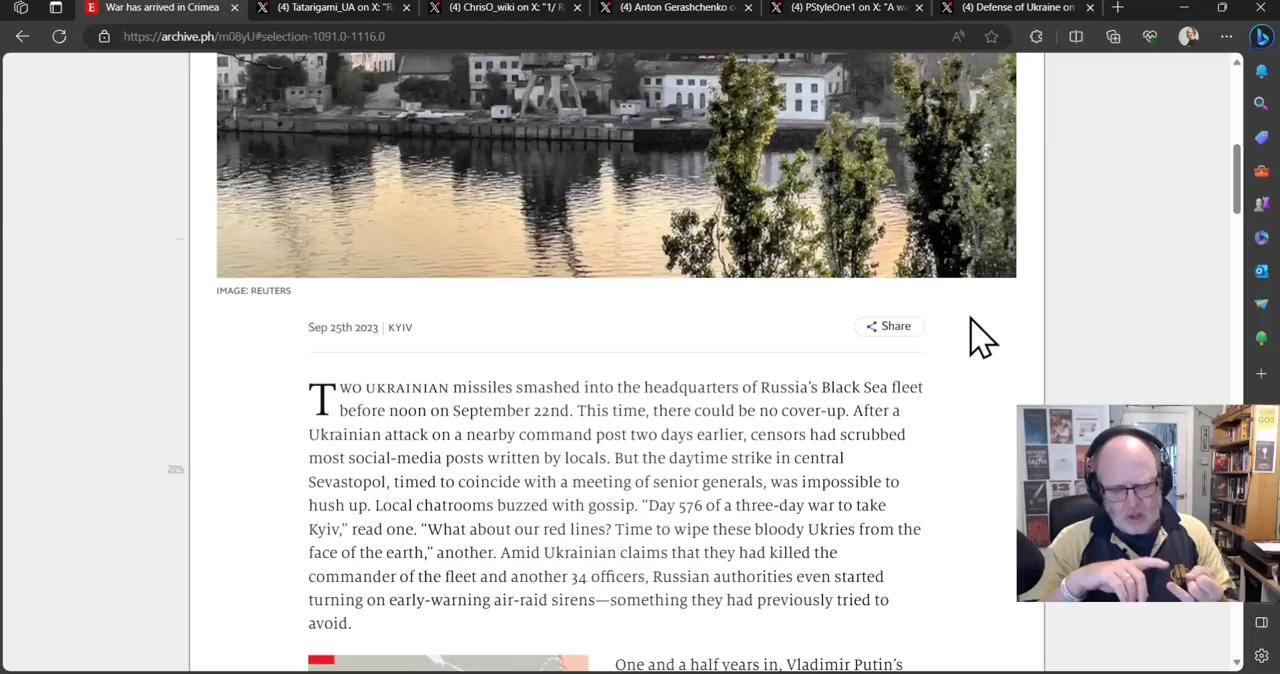 War has arrived in Crimea
(4) Tatarigami_UA on X: "R
(4) ChrisO_wiki on X: "1/ R
(4) Anton Gerashchenko o
(4) PStyleOne1 on X: "A wa
(4) Defense of Ukraine on
https://archive.ph/m08yU#selection-1091.0-1116.0
IMAGE: REUTERS
Sep 25th 2023 | KYIV
Share
TWO UKRAINIAN missiles smashed into the headquarters of Russia's Black Sea fleet
before noon on September 22nd. This time, there could be no cover-up. After a
Ukrainian attack on a nearby command post two days earlier, censors had scrubbed
most social-media posts written by locals. But the daytime strike in central
Sevastopol, timed to coincide with a meeting of senior generals, was impossible to
hush up. Local chatrooms buzzed with gossip. “Day 576 of a three-day war to take
Kyiv,” read one. “What about our red lines? Time to wipe these bloody Ukries from the
face of the earth,” another. Amid Ukrainian claims that they had killed the
commander of the fleet and another 34 officers, Russian authorities even started
turning on early-warning air-raid sirens—something they had previously tried to
avoid.
20%
One and a half years in, Vladimir Putin's